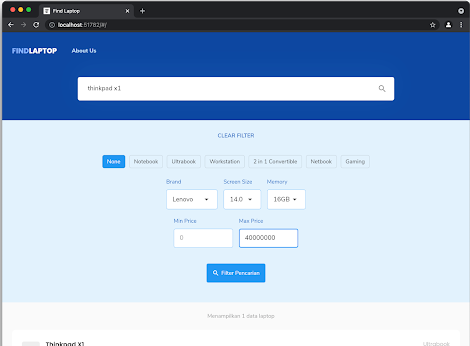 Find Laptop
localhost:51782/#/
FINDLAPTOP
About Us
thinkpad x1
CLEAR FILTER
None Notebook Ultrabook Workstation 2 in 1 Convertible Netbook Gaming
Brand Screen Size Memory
Lenovo 14.0 16GB
Min Price Max Price
0 40000000
Filter Pencarian
Menampilkan 1 data laptop
Thinkpad X1 Ultrabook